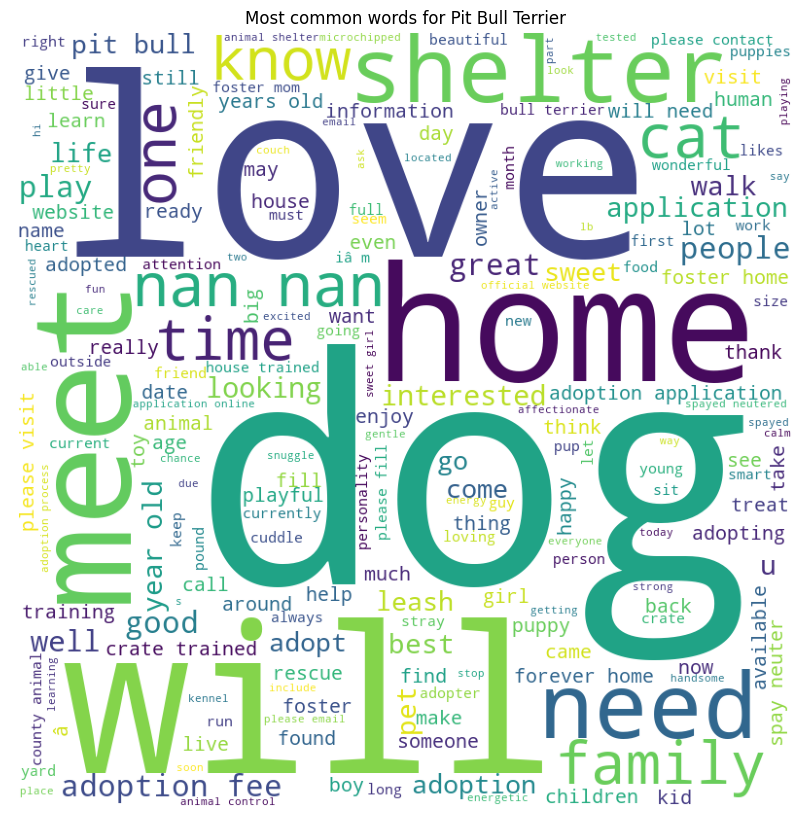 Most common words for Pit Bull Terrier
right
animal shelter
microchipped
beautiful
part
tested
please contact
pit bull
know
shelter
look
puppies
give
still
foster mom
visit
playing
little
years old
information
bull terrier
will need
human
sure
one
friendly
email
love
day
cat
likes
hi
learn
couch
ask
located
month
working
wonderful
life
pretty
may
active
walk
say
play
house
full
owner
application
website
ready
must
seem
lb
name
even
first
lot
work
heart
two
iâ m
people
rescued
adopted
attention
great
sweet
food
foster home
nan nan
official website
fun
big
home
size
care
time
excited
want
new
meet
going
really
sweet girl
thank
outside
able
house trained
friend
date
looking
interested
adoption application
spayed neutered
please visit
application online
enjoy
affectionate
animal
think
spayed
toy
age
gentle
pup
let
way
calm
current
chance
snuggle
go
see
take
adoption process
dog
fill
personality
please fill
come
young
smart
year old
due
playful
energy
guy
happy
sit
treat
keep
currently
thing
pound
cuddle
loving
today
adopting
everyone
person
much
u
call
strong
s
help
girl
training
around
leash
getting
back
good
always
stray
puppy
crate
well
crate trained
adopt
best
came
now
available
spay neuter
county animal
learning
will
rescue
find
stop
forever home
handsome
include
kennel
foster
pet
adopter
need
run
please email
make
â
live
found
someone
yard
soon
family
place
adoption fee
boy
long
adoption
children
kid
animal control
energetic